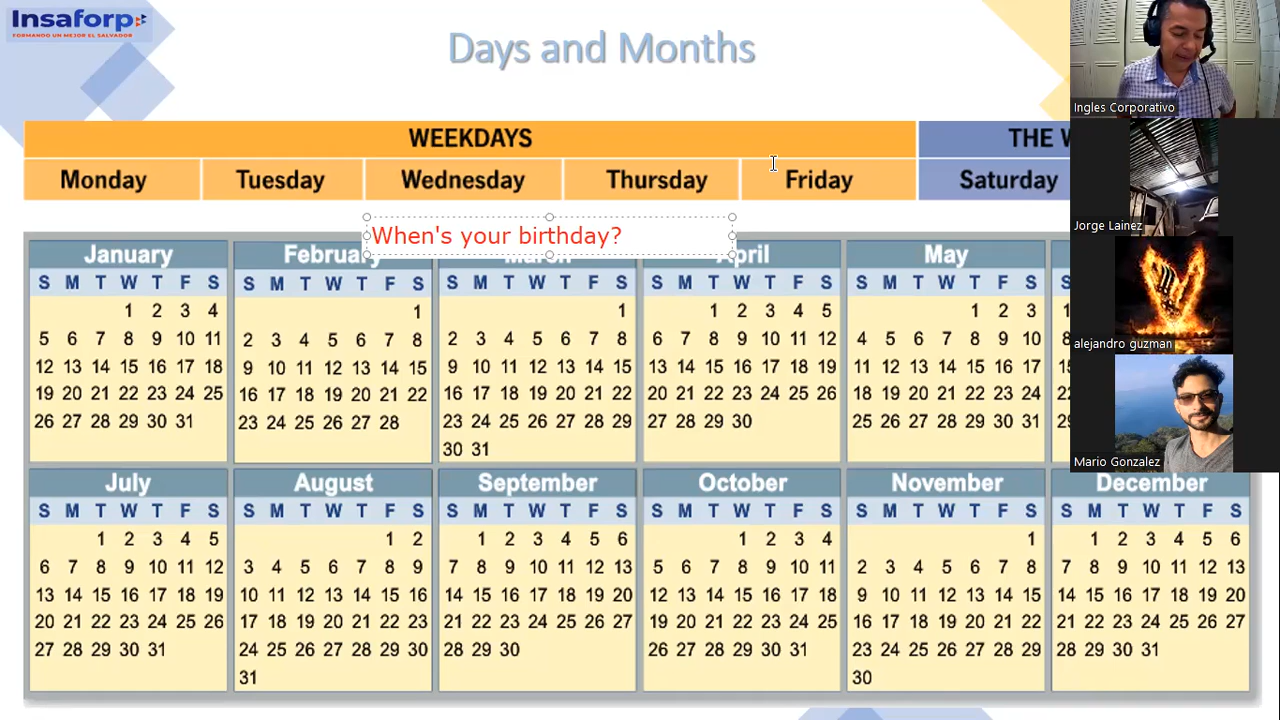 Insaforp
FORMANDO UN MEJOR EL SALVADOR
Days and Months
WEEKDAYS
THE W
Monday Tuesday Wednesday Thursday Friday Saturday
When's your birthday?
January
S M T W T F S
1 2 3 4
5 6 7 8 9 10 11
12 13 14 15 16 17 18
19 20 21 22 23 24 25
26 27 28 29 30 31
February
S M T W T F S
1
2 3 4 5 6 7 8
9 10 11 12 13 14 15
16 17 18 19 20 21 22
23 24 25 26 27 28
March
S M T W T F S
1
2 3 4 5 6 7 8
9 10 11 12 13 14 15
16 17 18 19 20 21 22
23 24 25 26 27 28 29
30 31
April
S M T W T F S
1 2 3 4 5
6 7 8 9 10 11 12
13 14 15 16 17 18 19
20 21 22 23 24 25 26
27 28 29 30
May
S M T W T F S
1 2 3
4 5 6 7 8 9 10
11 12 13 14 15 16 17
18 19 20 21 22 23 24
25 26 27 28 29 30 31
July
S M T W T F S
1 2 3 4 5
6 7 8 9 10 11 12
13 14 15 16 17 18 19
20 21 22 23 24 25 26
27 28 29 30 31
August
S M T W T F S
1 2
3 4 5 6 7 8 9
10 11 12 13 14 15 16
17 18 19 20 21 22 23
24 25 26 27 28 29 30
31
September
S M T W T F S
1 2 3 4 5 6
7 8 9 10 11 12 13
14 15 16 17 18 19 20
21 22 23 24 25 26 27
28 29 30
October
S M T W T F S
1 2 3 4
5 6 7 8 9 10 11
12 13 14 15 16 17 18
19 20 21 22 23 24 25
26 27 28 29 30 31
November
S M T W T F S
1
2 3 4 5 6 7 8
9 10 11 12 13 14 15
16 17 18 19 20 21 22
23 24 25 26 27 28 29
30
December
S M T W T F S
1 2 3 4 5 6
7 8 9 10 11 12 13
14 15 16 17 18 19 20
21 22 23 24 25 26 27
28 29 30 31
Ingles Corporativo
Jorge Lainez
alejandro guzman
Mario Gonzalez